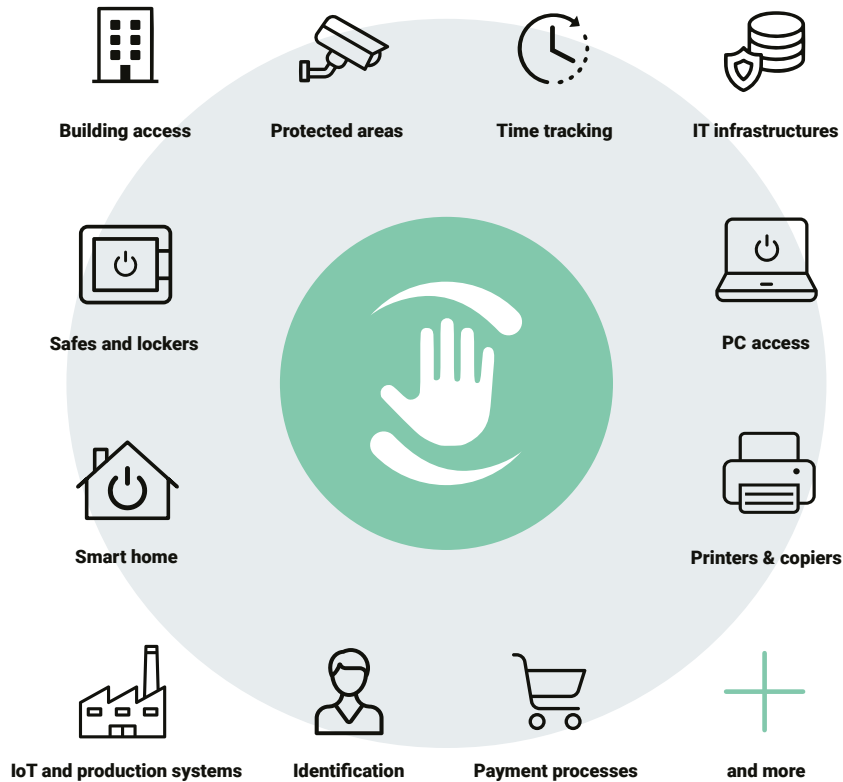 Building access
Protected areas
Time tracking
IT infrastructures
Safes and lockers
PC access
Smart home
Printers & copiers
IoT and production systems
Identification
Payment processes
and more